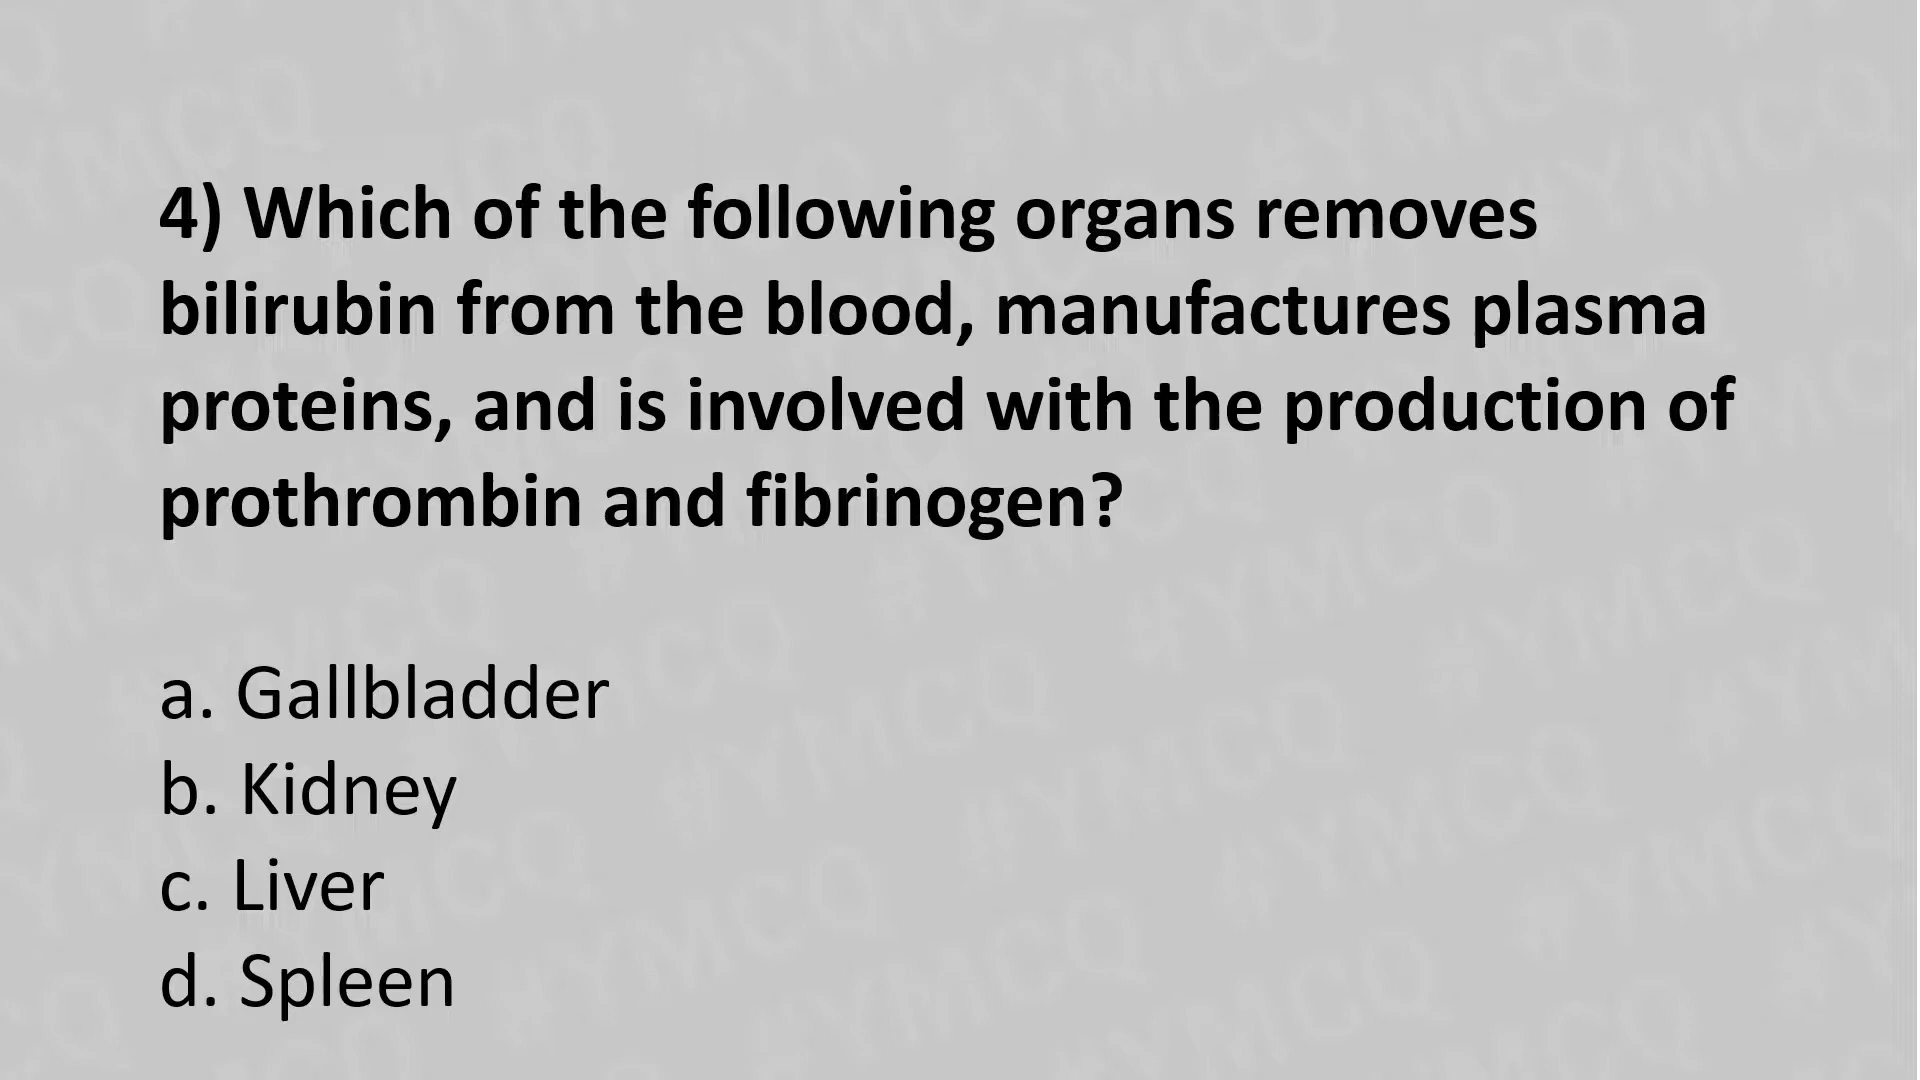 4) Which of the following organs removes
bilirubin from the blood, manufactures plasma
proteins, and is involved with the production of
prothrombin and fibrinogen?
a. Gallbladder
b. Kidney
c. Liver
d. Spleen